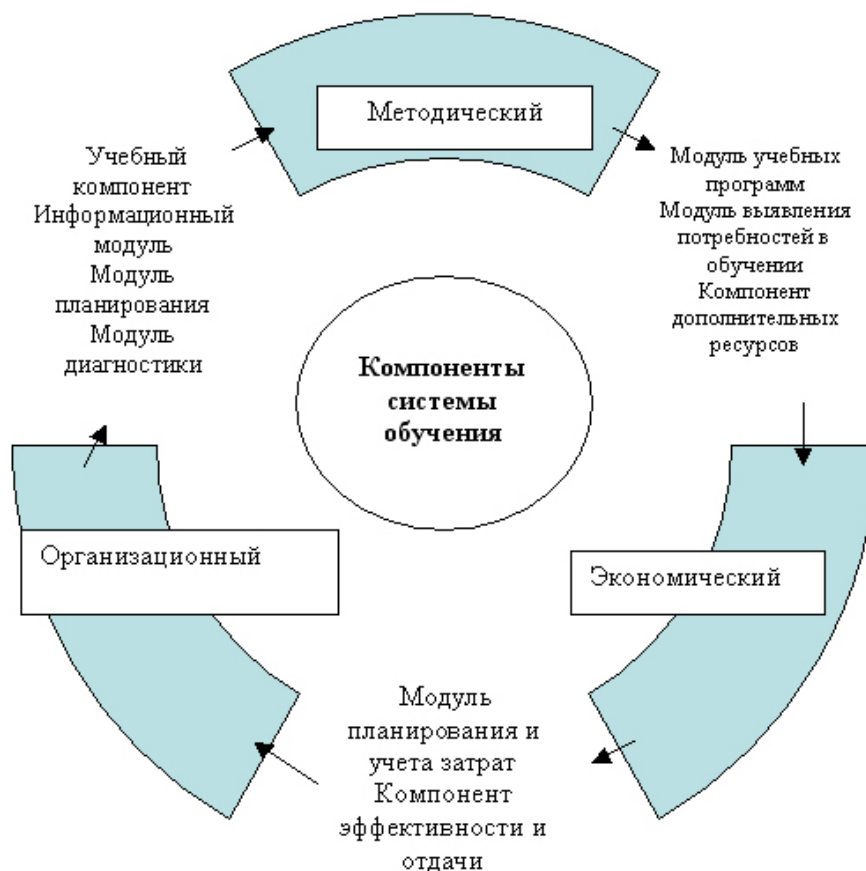 Методический
Учебный
компонент
Информационный
модуль
Модуль
планирования
Модуль
диагностики
Модуль учебных
программ
Модуль выявления
потребностей в
обучении
Компонент
дополнительных
ресурсов
Компоненты
системы
обучения
Организационный
Экономический
Модуль
планирования и
учета затрат
Компонент
эффективности и
отдачи